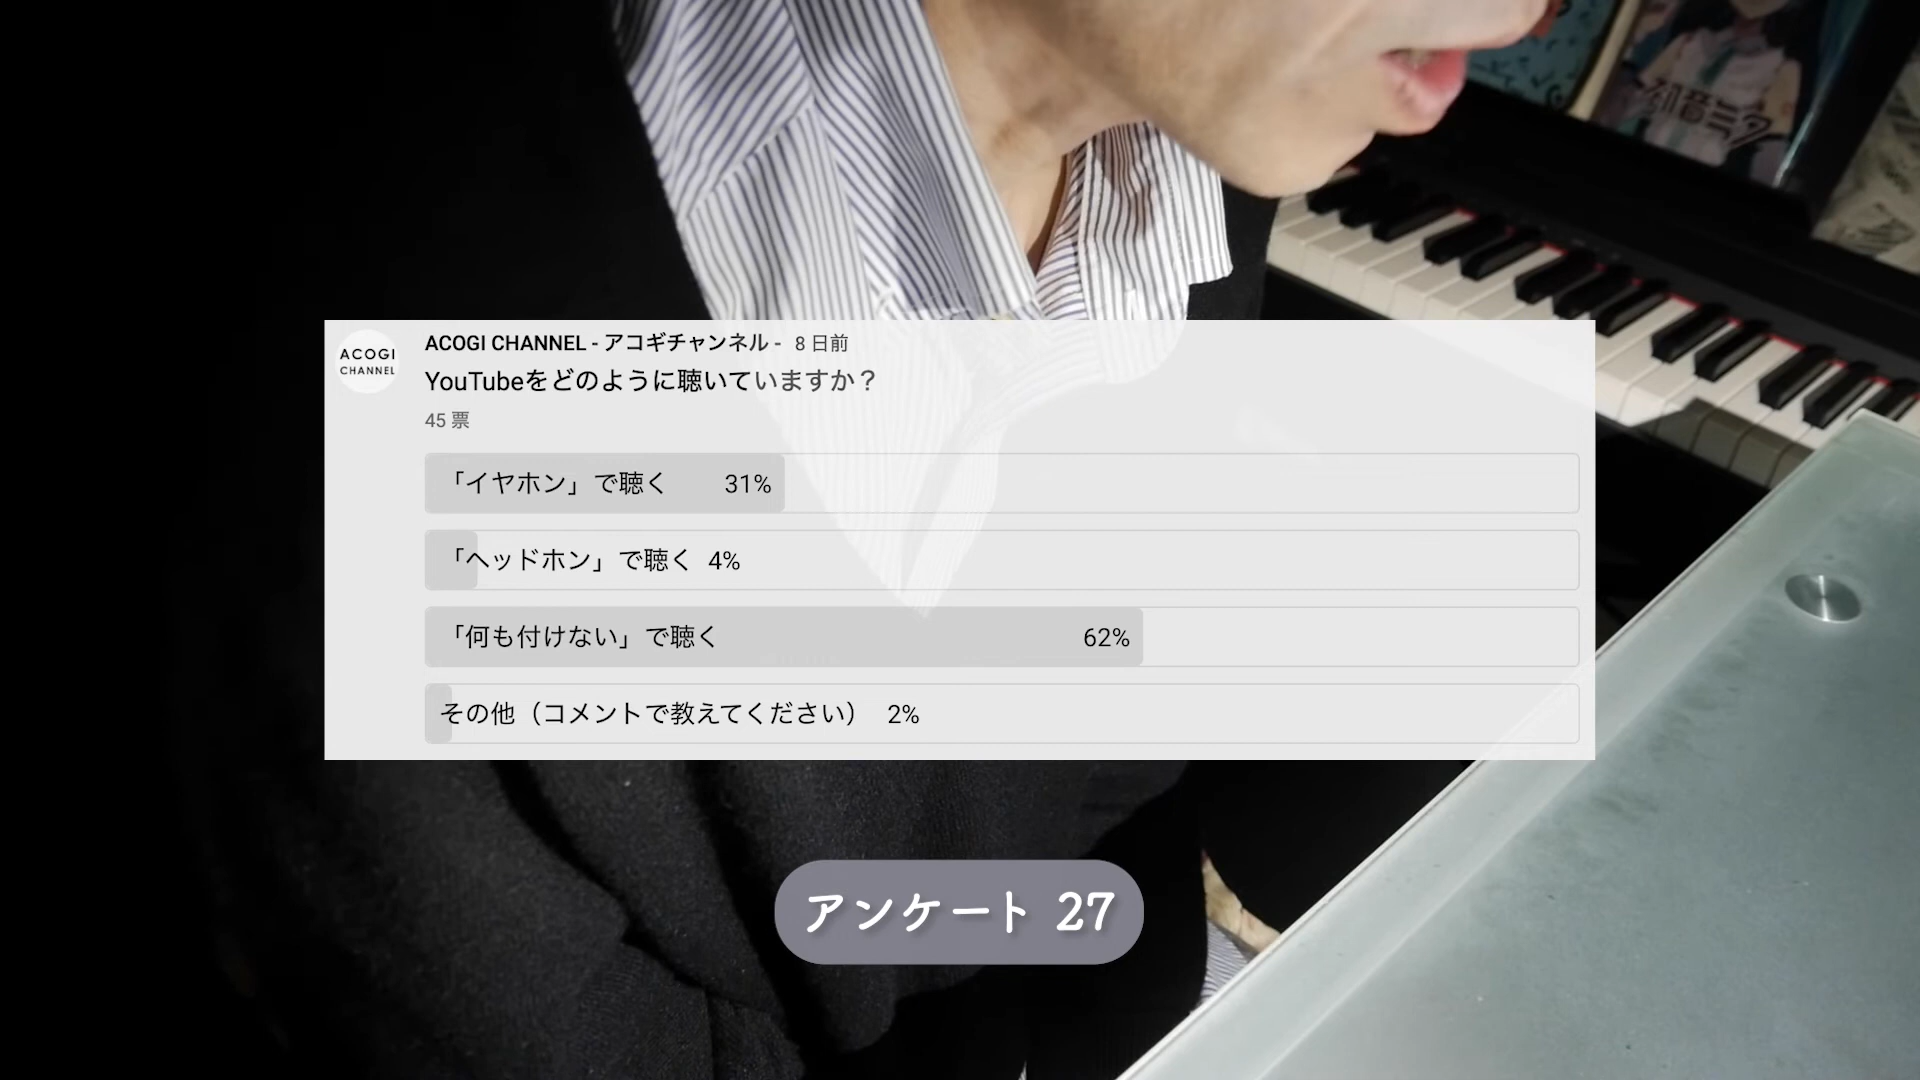 初音ミク
ACOGI
CHANNEL
ACOGI CHANNEL - アコギチャンネル - 8 日前
YouTubeをどのように聴いていますか？
45 票
「イヤホン」で聴く 31%
「ヘッドホン」で聴く 4%
「何も付けない」で聴く 62%
その他（コメントで教えてください） 2%
アンケート 27